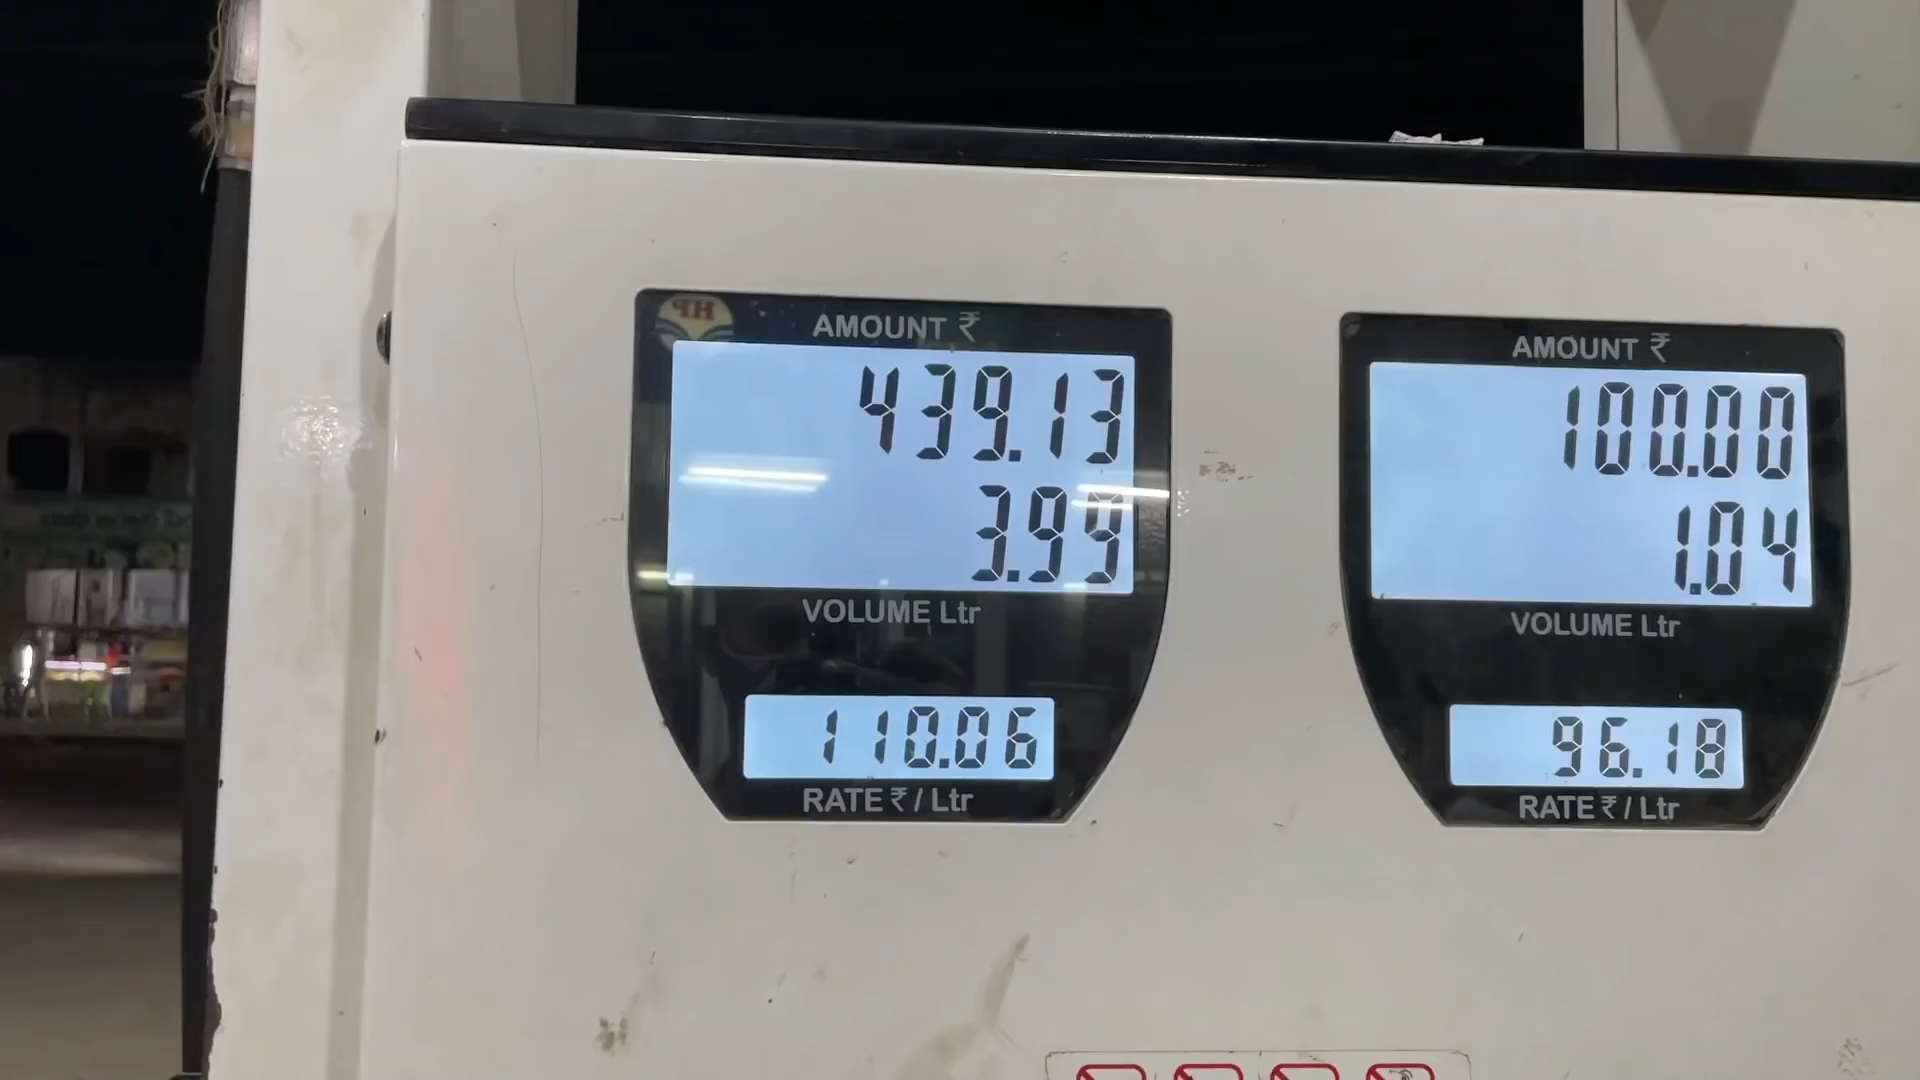 AMOUNT ₹
439.13
3.99
VOLUME Ltr
110.06
RATE ₹ / Ltr
AMOUNT ₹
100.00
1.04
VOLUME Ltr
96.18
RATE ₹ / Ltr
HP